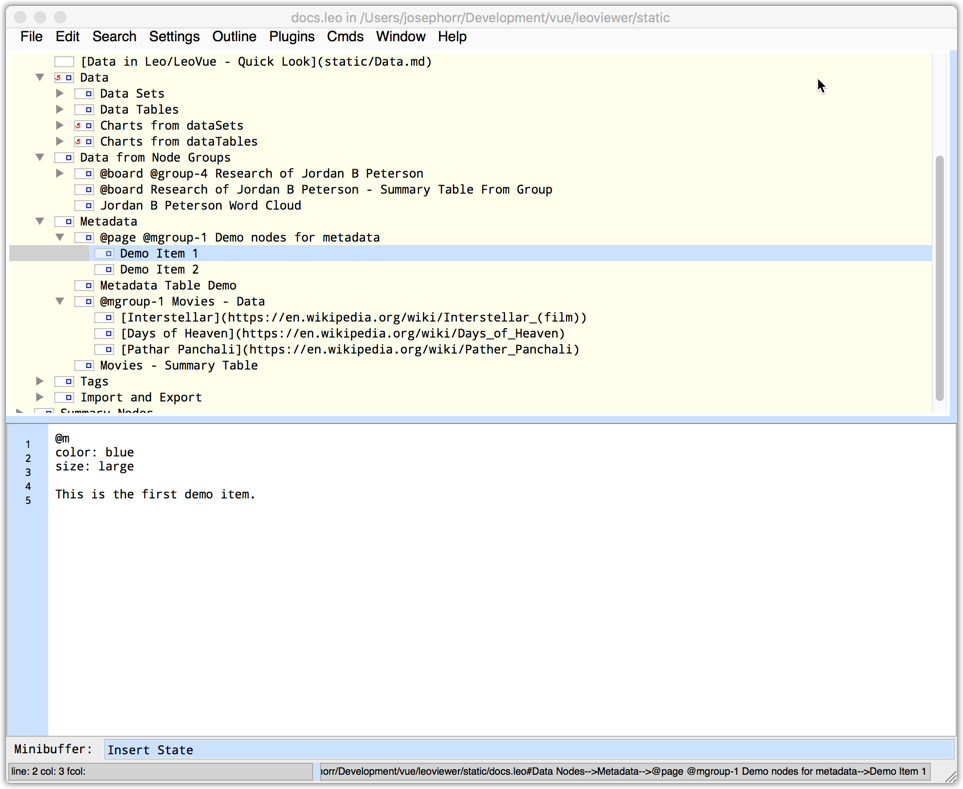 docs.leo in /Users/josephorr/Development/vue/leoviewer/static
File Edit Search Settings Outline Plugins Cmds Window Help
[Data in Leo/LeoVue - Quick Look](static/Data.md)
Data
Data Sets
Data Tables
Charts from dataSets
Charts from dataTables
Data from Node Groups
@board @group-4 Research of Jordan B Peterson
@board Research of Jordan B Peterson - Summary Table From Group
Jordan B Peterson Word Cloud
Metadata
@page @mgroup-1 Demo nodes for metadata
Demo Item 1
Demo Item 2
Metadata Table Demo
@mgroup-1 Movies - Data
[Interstellar](https://en.wikipedia.org/wiki/Interstellar_(film))
[Days of Heaven](https://en.wikipedia.org/wiki/Days_of_Heaven)
[Pathar Panchali](https://en.wikipedia.org/wiki/Pather_Panchali)
Movies - Summary Table
Tags
Import and Export
Summary Nodes
1 @m
2 color: blue
3 size: large
4
5 This is the first demo item.
Minibuffer: Insert State
line: 2 col: 3 fcol:
orr/Development/vue/leoviewer/static/docs.leo#Data Nodes-->Metadata-->@page @mgroup-1 Demo nodes for metadata-->Demo Item 1